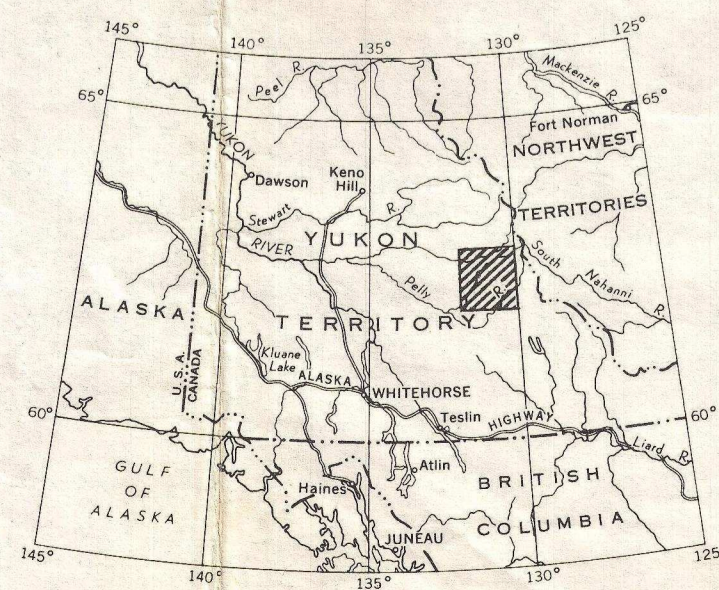 145°
140°
135°
130°
125°
65°
65°
Peel R.
Mackenzie R.
Fort Norman
NORTHWEST
TERRITORIES
YUKON
Dawson
Keno
Hill
Stewart R.
RIVER
YUKON
TERRITORY
Pelly R.
South Nahanni R.
ALASKA
U.S.A.
CANADA
Kluane
Lake
ALASKA
WHITEHORSE
Teslin
HIGHWAY
60°
60°
Liard R.
GULF
OF
ALASKA
Haines
Atlin
BRITISH
COLUMBIA
JUNEAU
145°
140°
135°
130°
125